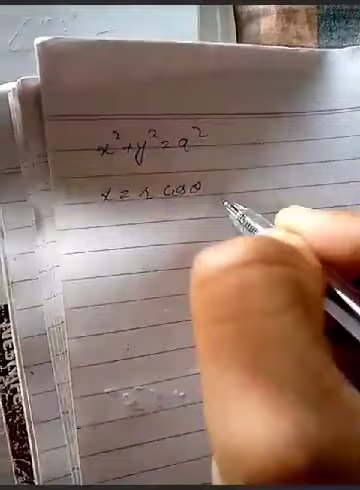 x² + y² = a²
x = r cosθ